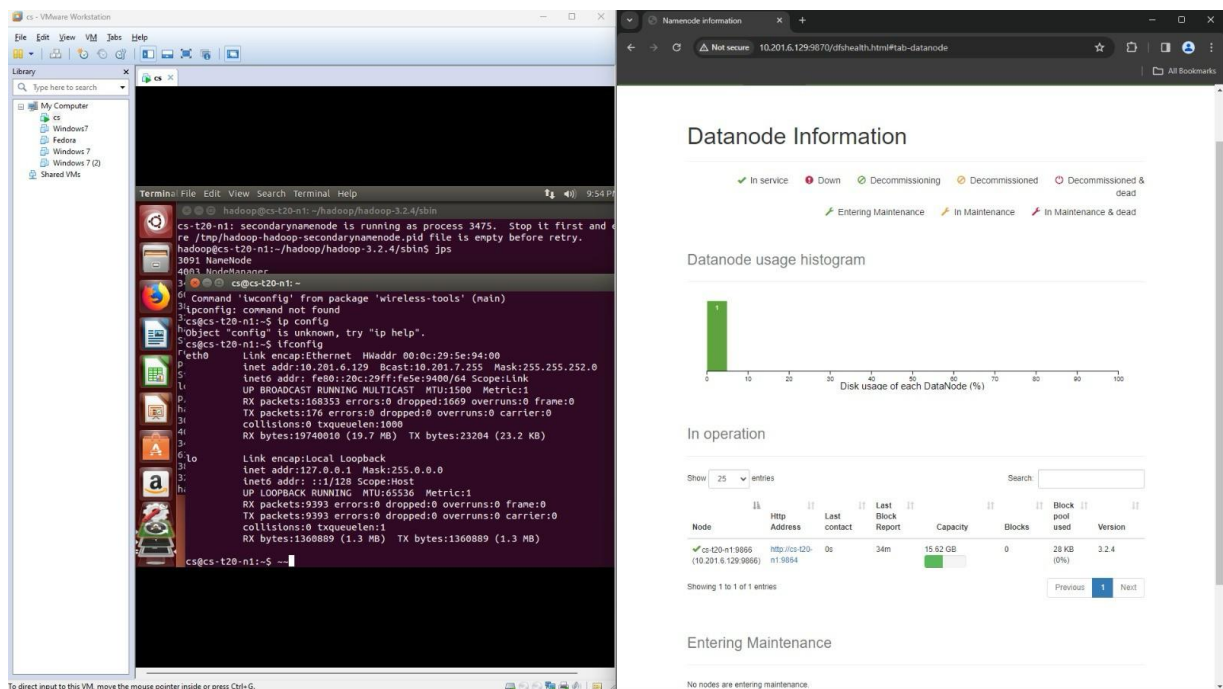 cs - VMware Workstation
File Edit View VM Tabs Help
Library
Type here to search
My Computer
cs
Windows7
Fedora
Windows 7
Windows 7 (2)
Shared VMs
cs
Terminal File Edit View Search Terminal Help 9:54 PM
hadoop@cs-t20-n1: ~/hadoop/hadoop-3.2.4/sbin
cs-t20-n1: secondarynamenode is running as process 3475. Stop it first and e
re /tmp/hadoop-hadoop-secondarynamenode.pid file is empty before retry.
hadoop@cs-t20-n1:~/hadoop/hadoop-3.2.4/sbin$ jps
3091 NameNode
4003 NodeManager
cs@cs-t20-n1: ~
Command 'iwconfig' from package 'wireless-tools' (main)
ipconfig: command not found
cs@cs-t20-n1:~$ ip config
Object "config" is unknown, try "ip help".
cs@cs-t20-n1:~$ ifconfig
eth0 Link encap:Ethernet HWaddr 00:0c:29:5e:94:00
inet addr:10.201.6.129 Bcast:10.201.7.255 Mask:255.255.252.0
inet6 addr: fe80::20c:29ff:fe5e:9400/64 Scope:Link
UP BROADCAST RUNNING MULTICAST MTU:1500 Metric:1
RX packets:168353 errors:0 dropped:1669 overruns:0 frame:0
TX packets:176 errors:0 dropped:0 overruns:0 carrier:0
collisions:0 txqueuelen:1000
RX bytes:19740010 (19.7 MB) TX bytes:23204 (23.2 KB)
lo Link encap:Local Loopback
inet addr:127.0.0.1 Mask:255.0.0.0
inet6 addr: ::1/128 Scope:Host
UP LOOPBACK RUNNING MTU:65536 Metric:1
RX packets:9393 errors:0 dropped:0 overruns:0 frame:0
TX packets:9393 errors:0 dropped:0 overruns:0 carrier:0
collisions:0 txqueuelen:1
RX bytes:1360889 (1.3 MB) TX bytes:1360889 (1.3 MB)
cs@cs-t20-n1:~$ ~~
To direct input to this VM, move the mouse pointer inside or press Ctrl+G.
Namenode information
Not secure 10.201.6.129:9870/dfshealth.html#tab-datanode
All Bookmarks
Datanode Information
In service Down Decommissioning Decommissioned Decommissioned & dead
Entering Maintenance In Maintenance In Maintenance & dead
Datanode usage histogram
1
0 10 20 30 40 50 60 70 80 90 100
Disk usage of each DataNode (%)
In operation
Show 25 entries Search:
Node Http Address Last contact Last Block Report Capacity Blocks Block pool used Version
cs-t20-n1:9866 http://cs-t20- 0s 34m 15.62 GB 0 28 KB 3.2.4
(10.201.6.129:9866) n1:9864 (0%)
Showing 1 to 1 of 1 entries Previous 1 Next
Entering Maintenance
No nodes are entering maintenance.